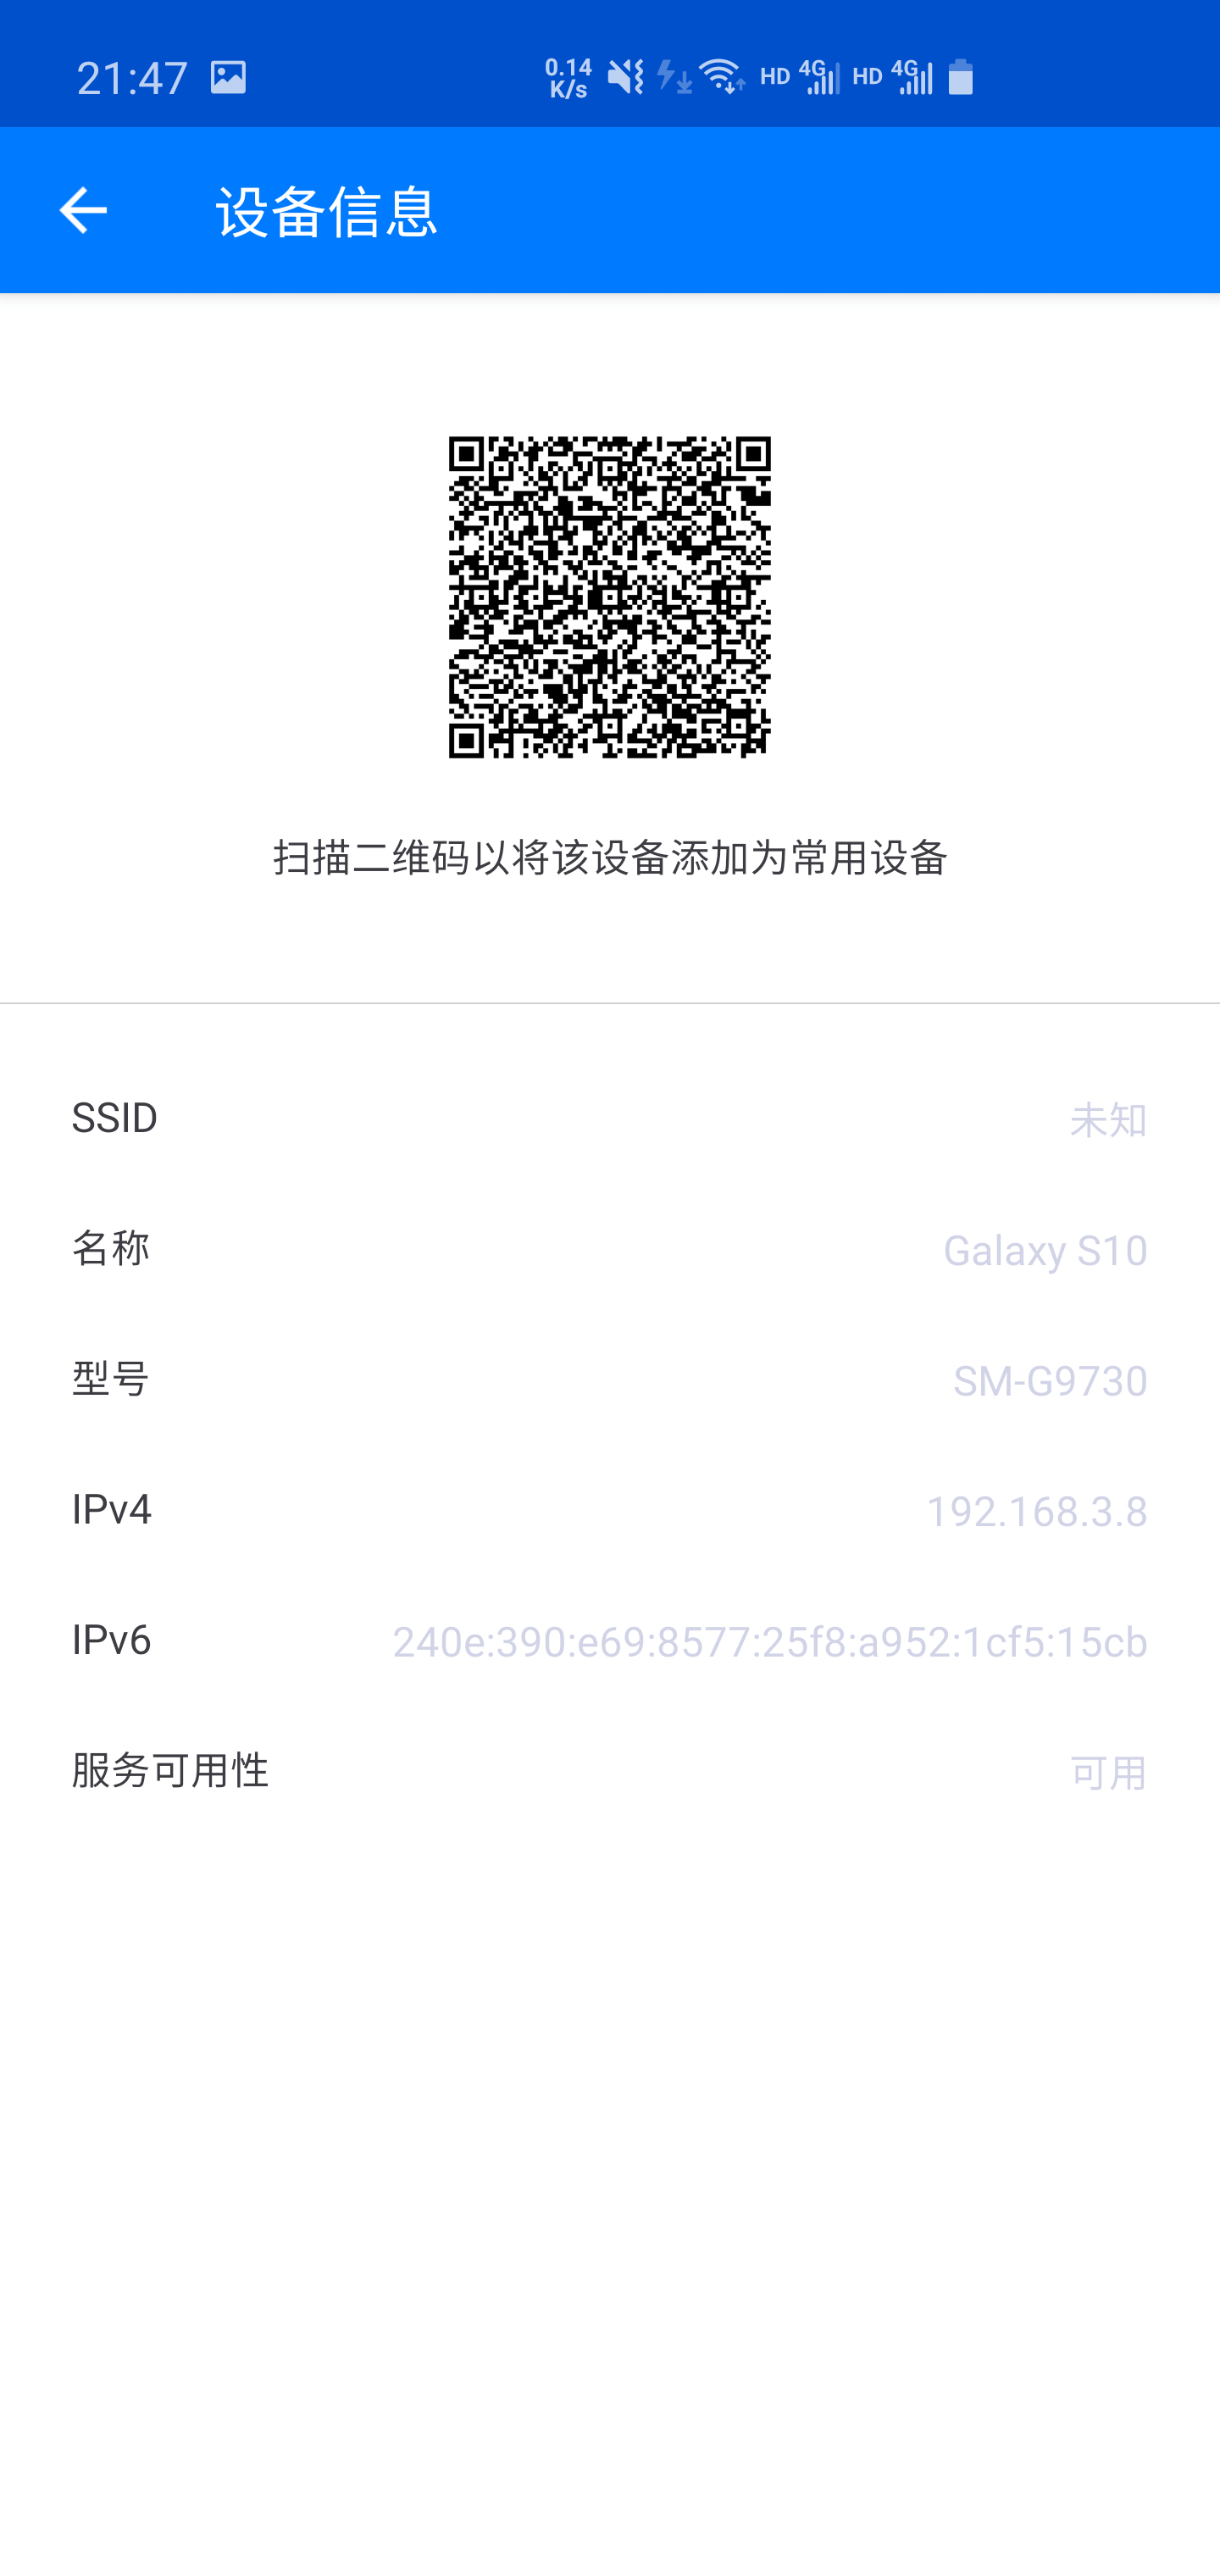 21:47
0.14 K/s HD 4G HD 4G
设备信息
扫描二维码以将该设备添加为常用设备
SSID 未知
名称 Galaxy S10
型号 SM-G9730
IPv4 192.168.3.8
IPv6 240e:390:e69:8577:25f8:a952:1cf5:15cb
服务可用性 可用